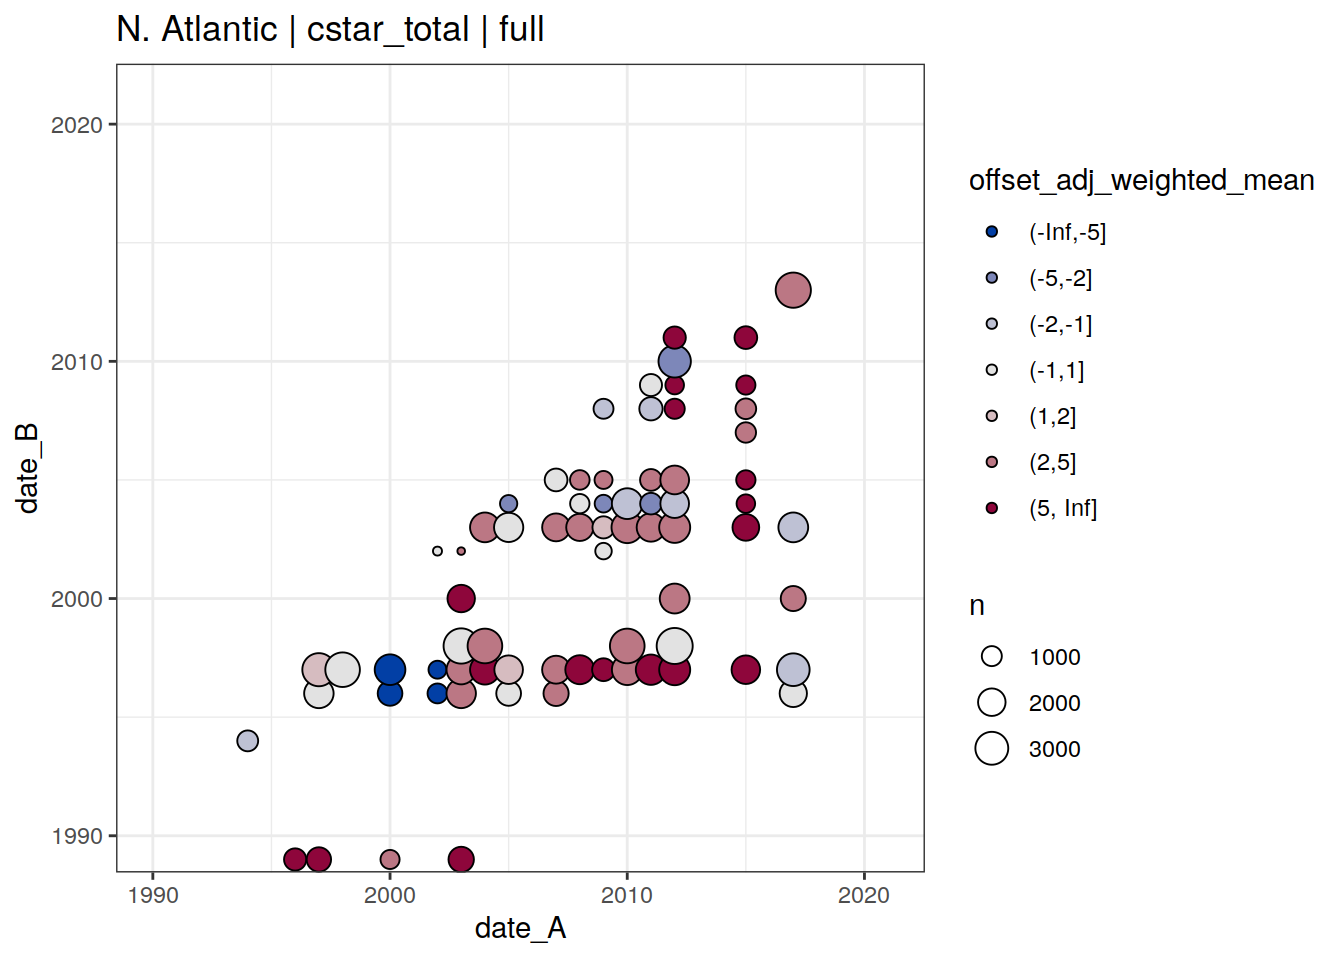 N. Atlantic | cstar_total | full
2020
2010
2000
1990
date_B
1990
2000
2010
2020
date_A
offset_adj_weighted_mean
(-Inf,-5]
(-5,-2]
(-2,-1]
(-1,1]
(1,2]
(2,5]
(5, Inf]
n
1000
2000
3000